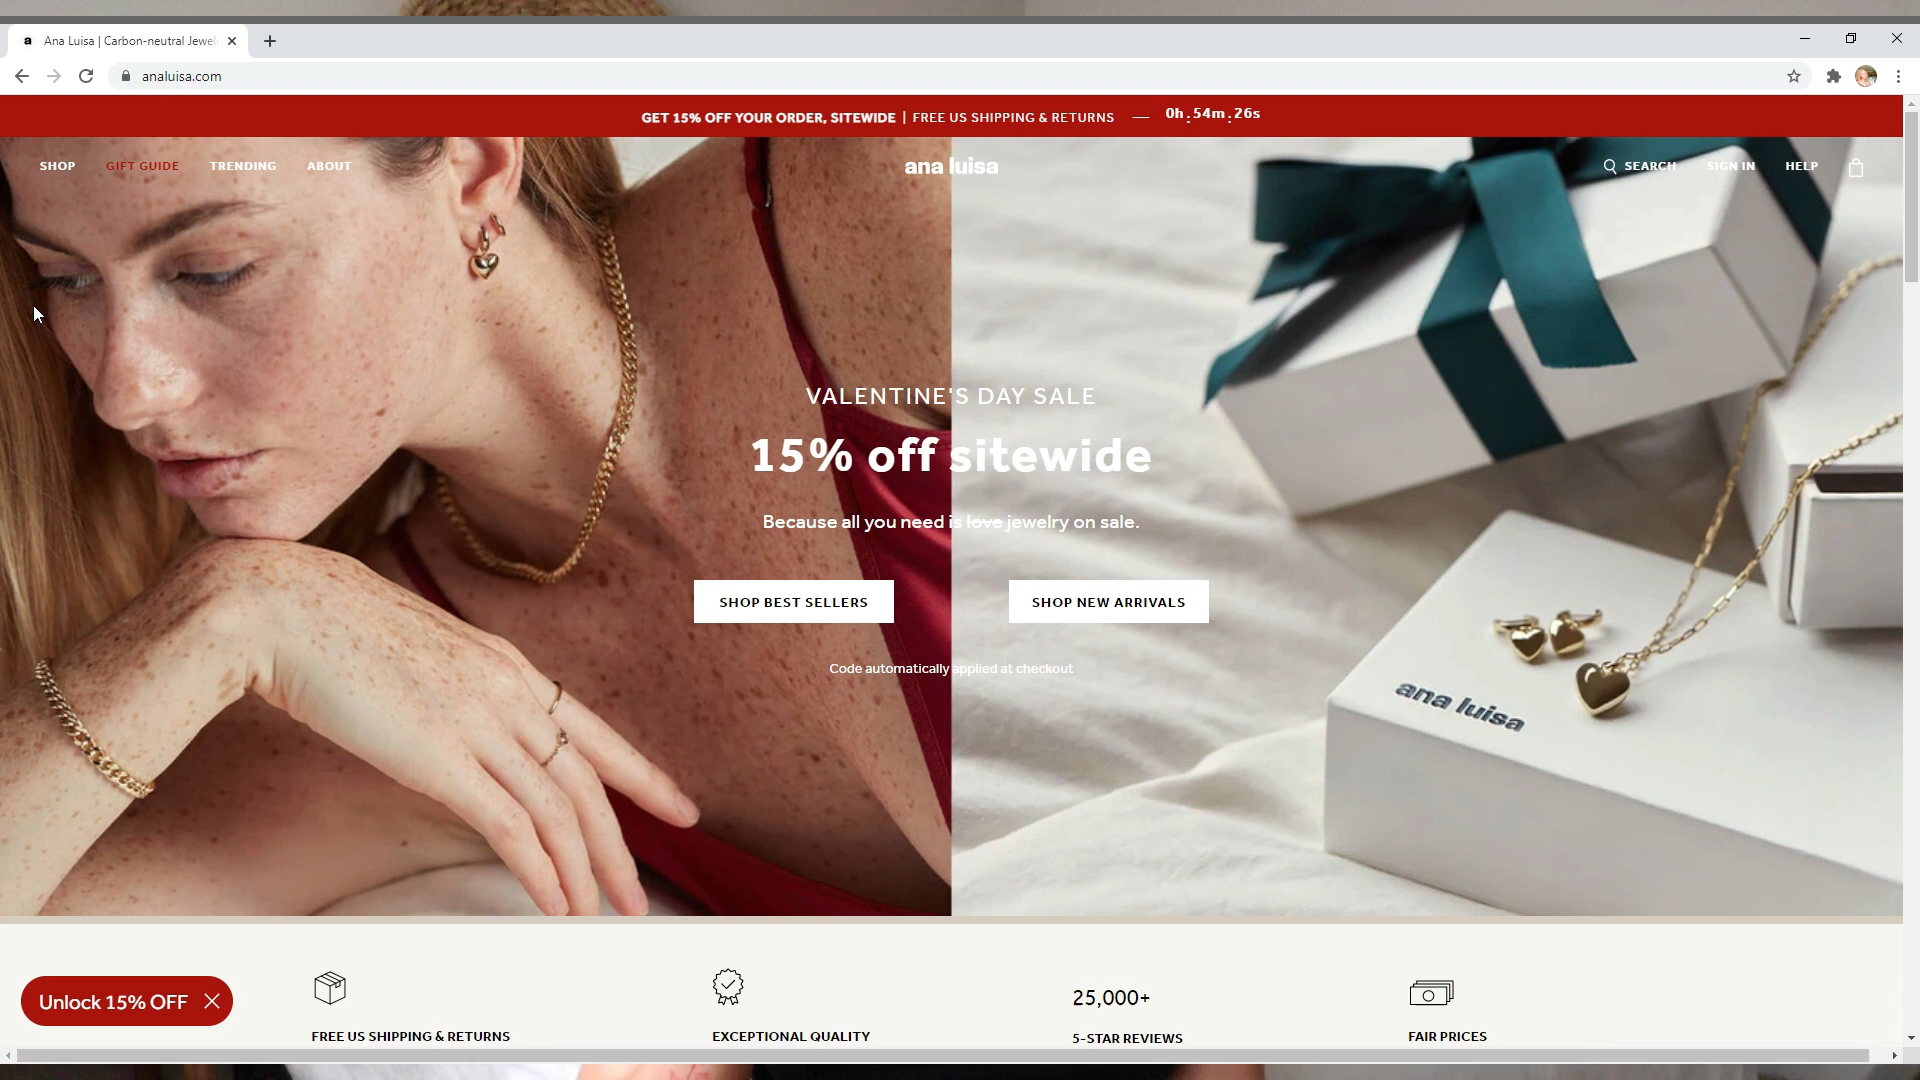 a Ana Luisa | Carbon-neutral Jewel
analuisa.com
GET 15% OFF YOUR ORDER, SITEWIDE | FREE US SHIPPING & RETURNS — 0h:54m:26s
SHOP GIFT GUIDE TRENDING ABOUT ana luisa SEARCH SIGN IN HELP
VALENTINE'S DAY SALE
15% off sitewide
Because all you need is love jewelry on sale.
SHOP BEST SELLERS SHOP NEW ARRIVALS
Code automatically applied at checkout
ana luisa
Unlock 15% OFF
25,000+
FREE US SHIPPING & RETURNS EXCEPTIONAL QUALITY 5-STAR REVIEWS FAIR PRICES